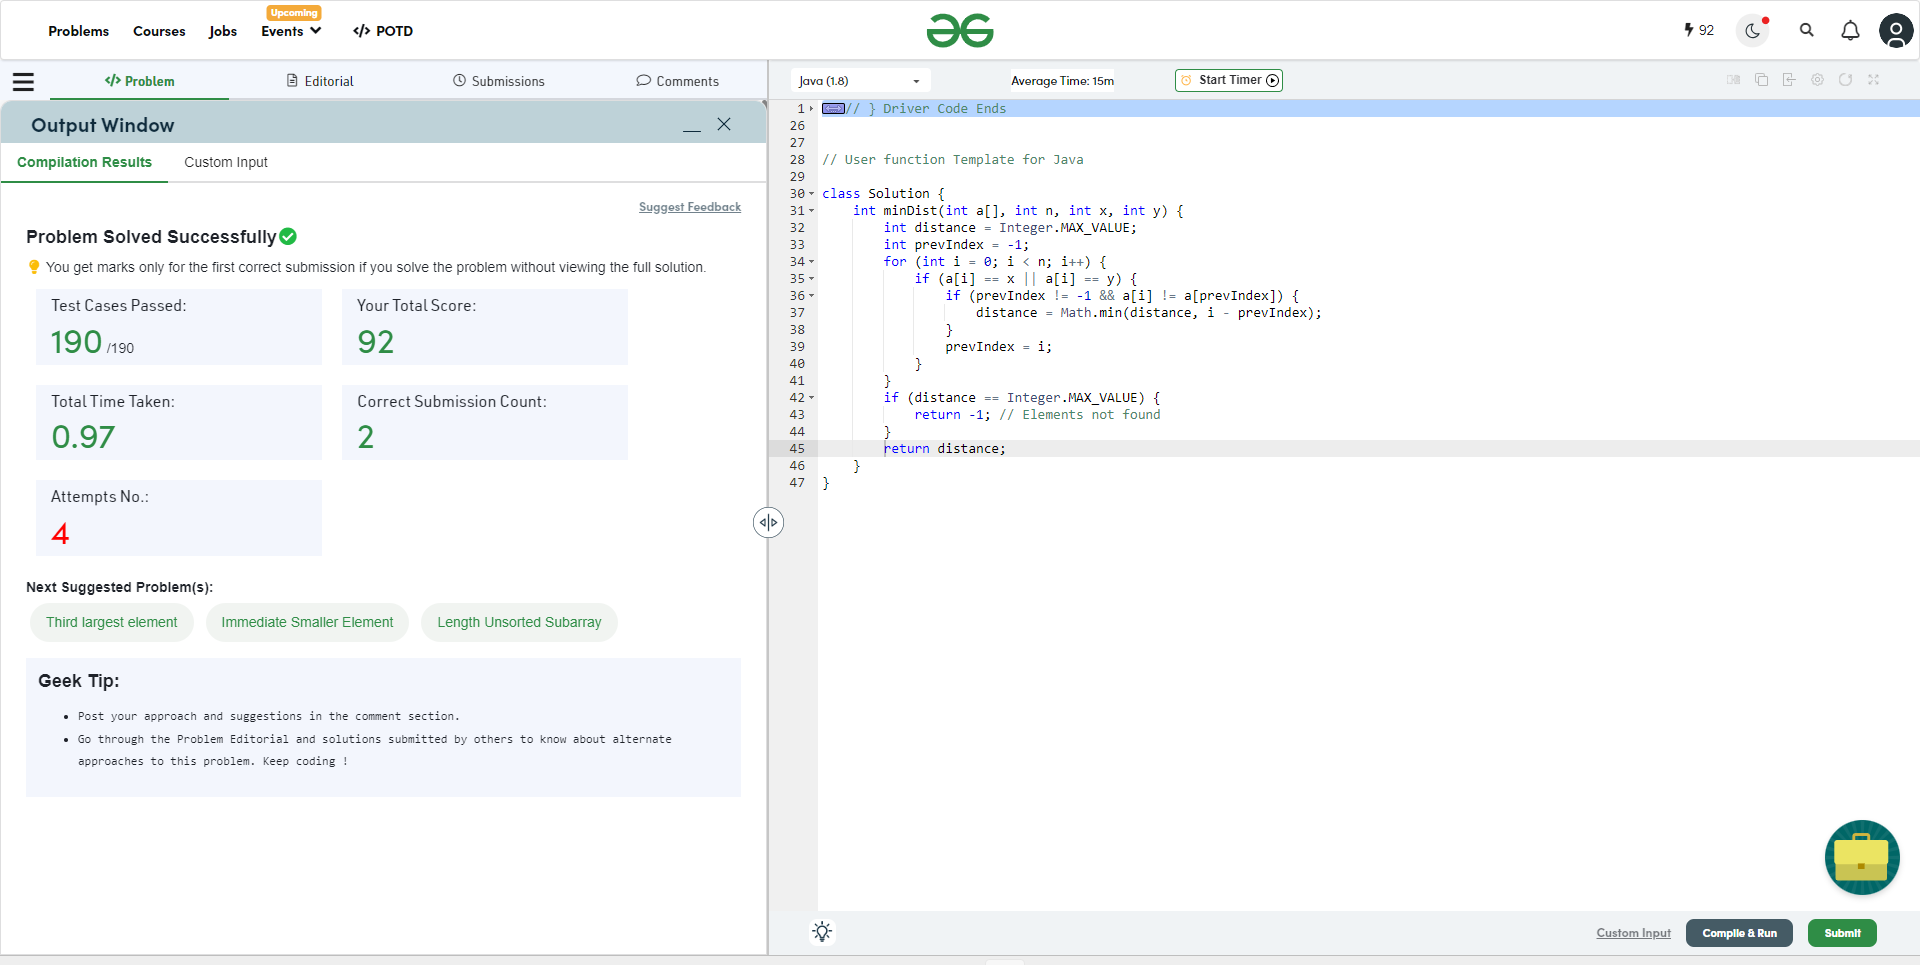 Problems Courses Jobs Upcoming Events POTD
92
Problem Editorial Submissions Comments
Output Window
Compilation Results Custom Input
Suggest Feedback
Problem Solved Successfully
You get marks only for the first correct submission if you solve the problem without viewing the full solution.
Test Cases Passed: Your Total Score:
190 /190 92
Total Time Taken: Correct Submission Count:
0.97 2
Attempts No.:
4
Next Suggested Problem(s):
Third largest element Immediate Smaller Element Length Unsorted Subarray
Geek Tip:
• Post your approach and suggestions in the comment section.
• Go through the Problem Editorial and solutions submitted by others to know about alternate
approaches to this problem. Keep coding !
Java (1.8) Average Time: 15m Start Timer
1 // } Driver Code Ends
26
27
28 // User function Template for Java
29
30 class Solution {
31 int minDist(int a[], int n, int x, int y) {
32 int distance = Integer.MAX_VALUE;
33 int prevIndex = -1;
34 for (int i = 0; i < n; i++) {
35 if (a[i] == x || a[i] == y) {
36 if (prevIndex != -1 && a[i] != a[prevIndex]) {
37 distance = Math.min(distance, i - prevIndex);
38 }
39 prevIndex = i;
40 }
41 }
42 if (distance == Integer.MAX_VALUE) {
43 return -1; // Elements not found
44 }
45 return distance;
46 }
47 }
Custom Input Compile & Run Submit